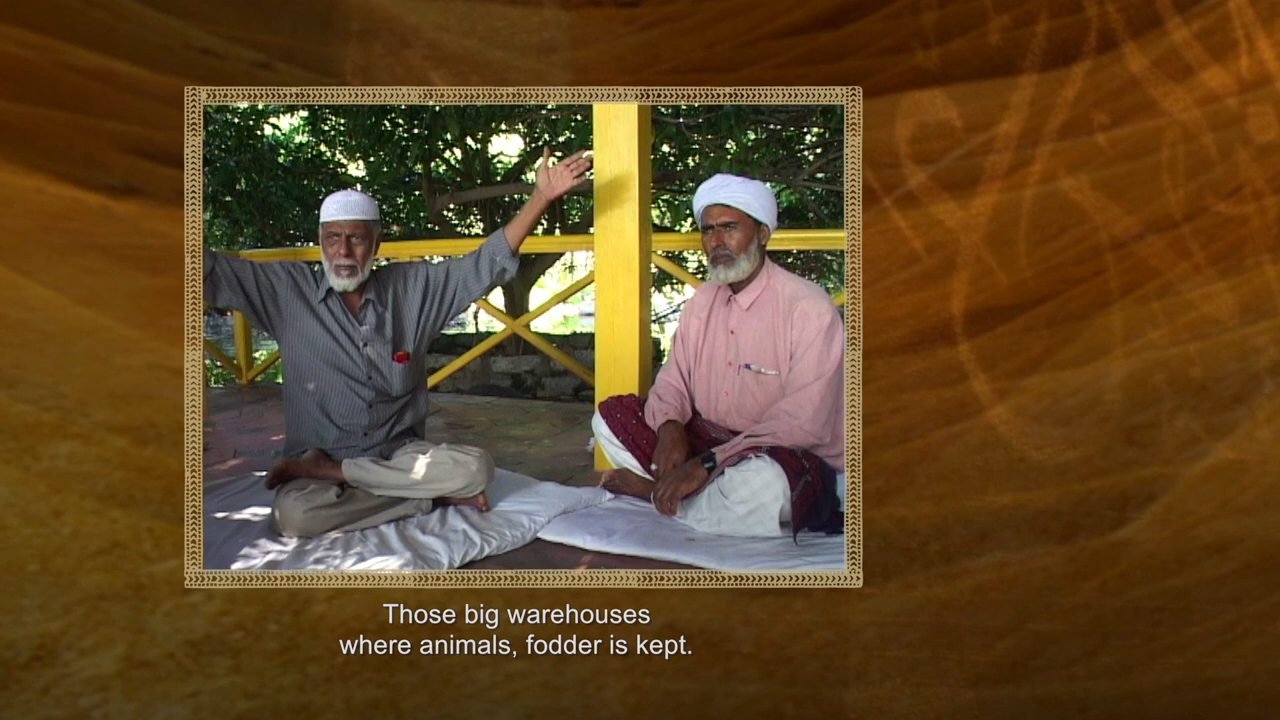 Those big warehouses
where animals, fodder is kept.